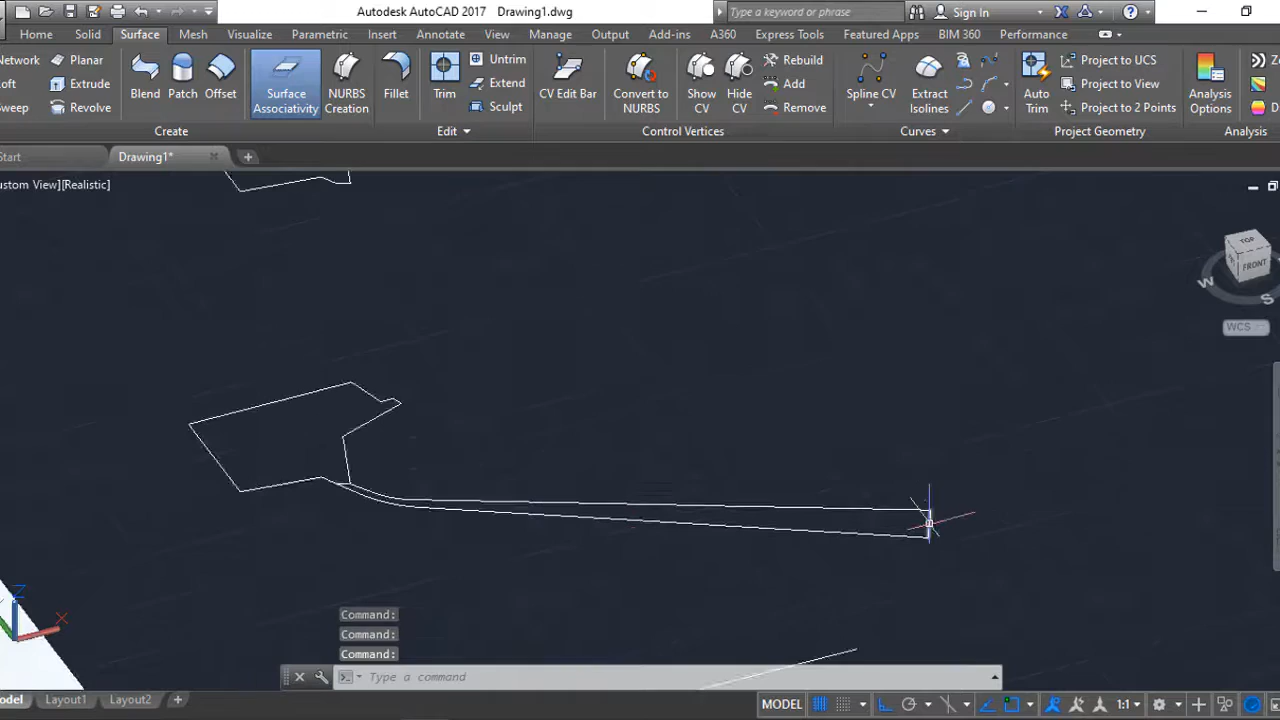 Autodesk AutoCAD 2017 Drawing1.dwg
Type a keyword or phrase
Sign In
Home Solid Surface Mesh Visualize Parametric Insert Annotate View Manage Output Add-ins A360 Express Tools Featured Apps BIM 360 Performance
Network Planar
Loft Extrude
Sweep Revolve
Blend Patch Offset
Surface
Associativity
NURBS
Creation
Fillet
Trim
Untrim
Extend
Sculpt
CV Edit Bar
Convert to
NURBS
Show
CV
Hide
CV
Rebuild
Add
Remove
Spline CV
Extract
Isolines
Auto
Trim
Project to UCS
Project to View
Project to 2 Points
Analysis
Options
Create Edit Control Vertices Curves Project Geometry Analysis
Start Drawing1*
ustom View][Realistic]
TOP
FRONT
W
S
WCS
Z
X
Command:
Command:
Command:
Type a command
odel Layout1 Layout2
MODEL 1:1